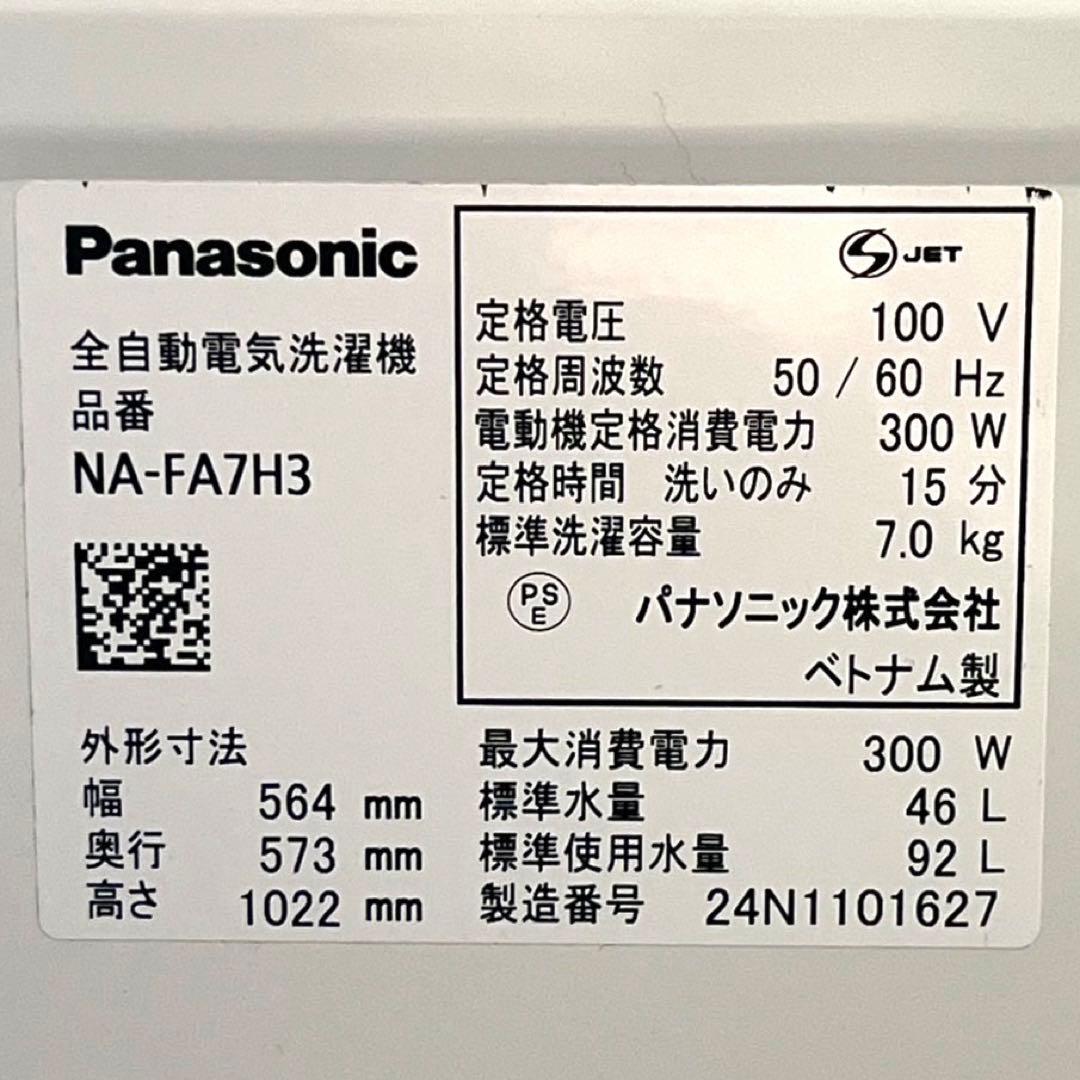 Panasonic
全自動電気洗濯機
品番
NA-FA7H3
JET
定格電圧 100 V
定格周波数 50 / 60 Hz
電動機定格消費電力 300 W
定格時間 洗いのみ 15 分
標準洗濯容量 7.0 kg
PS
E
パナソニック株式会社
ベトナム製
外形寸法
幅 564 mm
奥行 573 mm
高さ 1022 mm
最大消費電力 300 W
標準水量 46 L
標準使用水量 92 L
製造番号 24N1101627